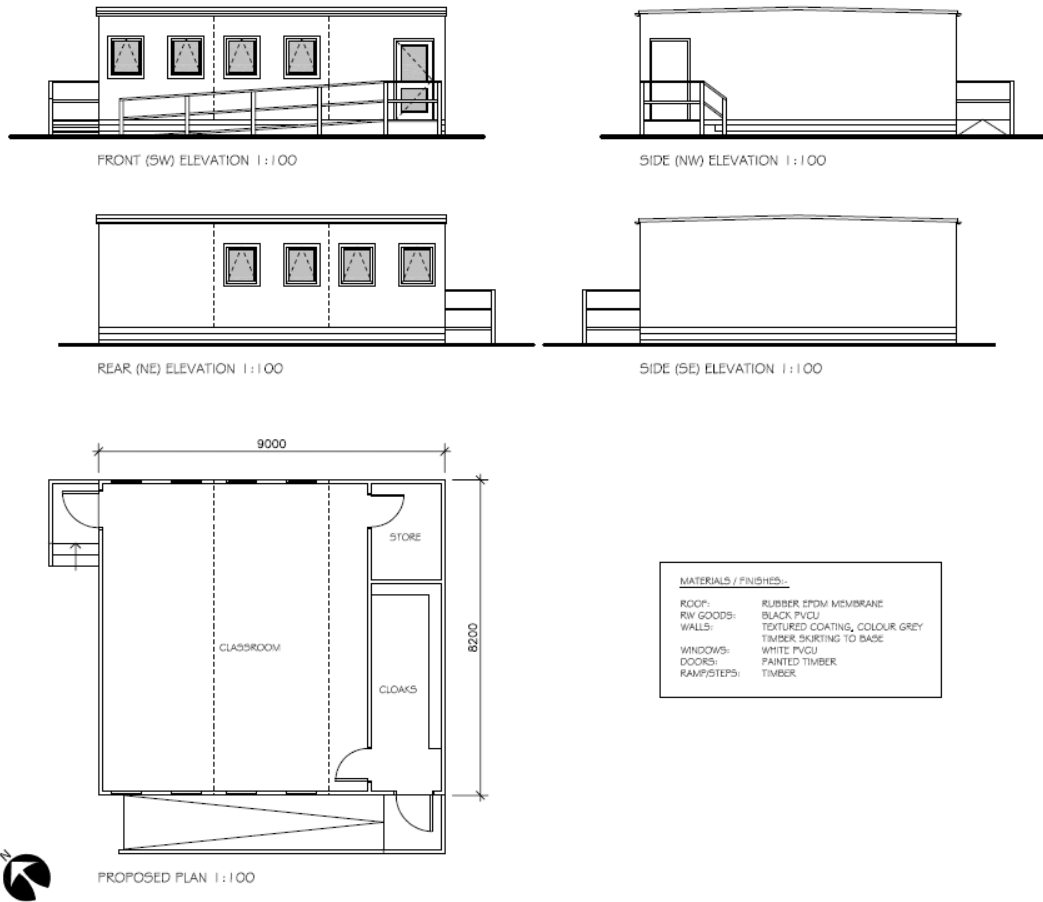 FRONT (SW) ELEVATION 1:100
SIDE (NW) ELEVATION 1:100
REAR (NE) ELEVATION 1:100
SIDE (SE) ELEVATION 1:100
9000
STORE
CLASSROOM
8200
CLOAKS
MATERIALS / FINISHES:-
ROOF: RUBBER EPDM MEMBRANE
RW GOODS: BLACK PVCU
WALLS: TEXTURED COATING, COLOUR GREY
TIMBER SKIRTING TO BASE
WINDOWS: WHITE PVCU
DOORS: PAINTED TIMBER
RAMP/STEPS: TIMBER
N
PROPOSED PLAN 1:100